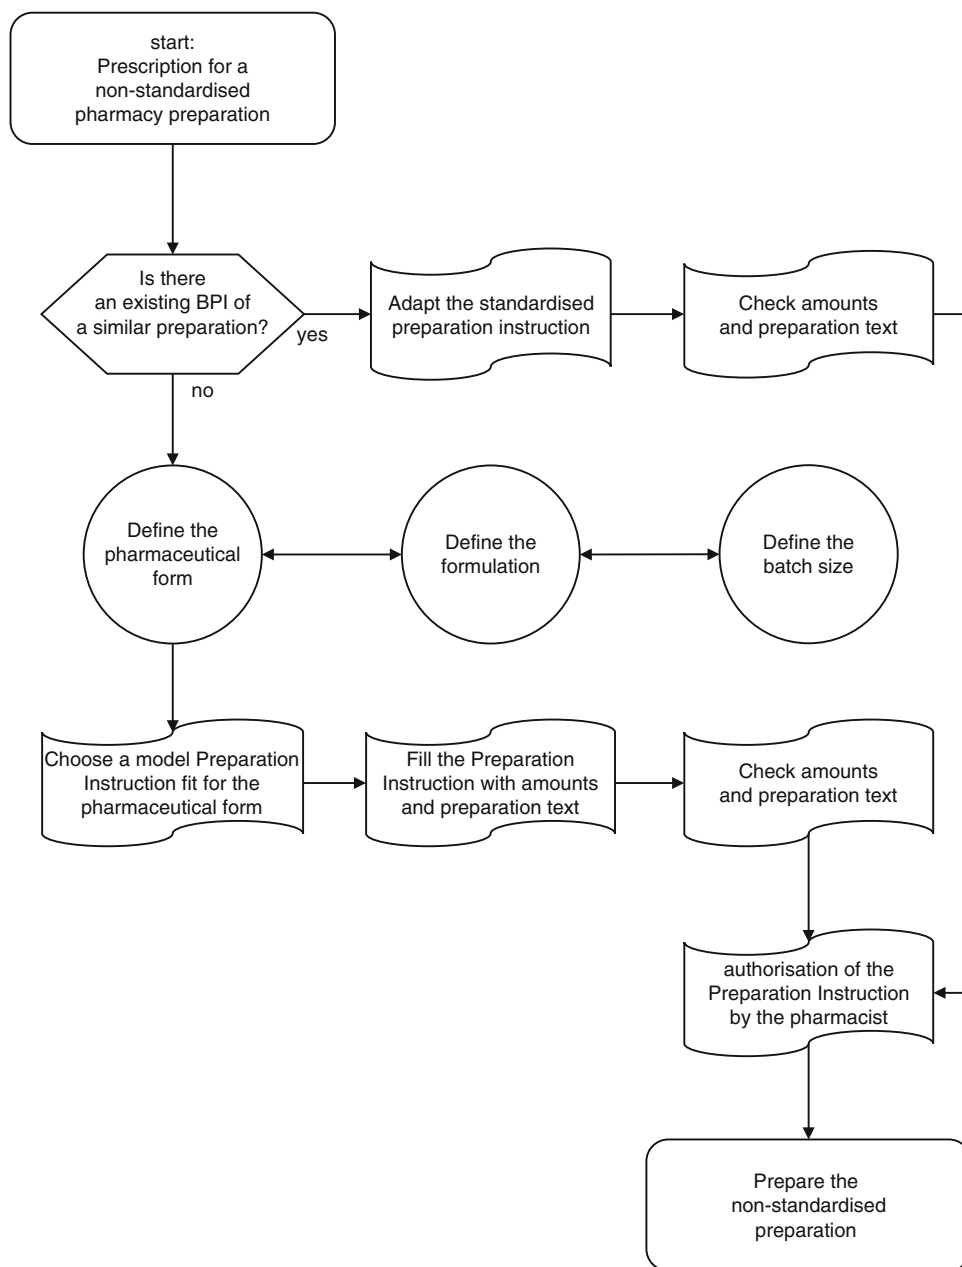 start:
Prescription for a
non-standardised
pharmacy preparation
Is there
an existing BPI of
a similar preparation?
yes
no
Adapt the standardised
preparation instruction
Check amounts
and preparation text
Define the
pharmaceutical
form
Define the
formulation
Define the
batch size
Choose a model Preparation
Instruction fit for the
pharmaceutical form
Fill the Preparation
Instruction with amounts
and preparation text
Check amounts
and preparation text
authorisation of the
Preparation Instruction
by the pharmacist
Prepare the
non-standardised
preparation